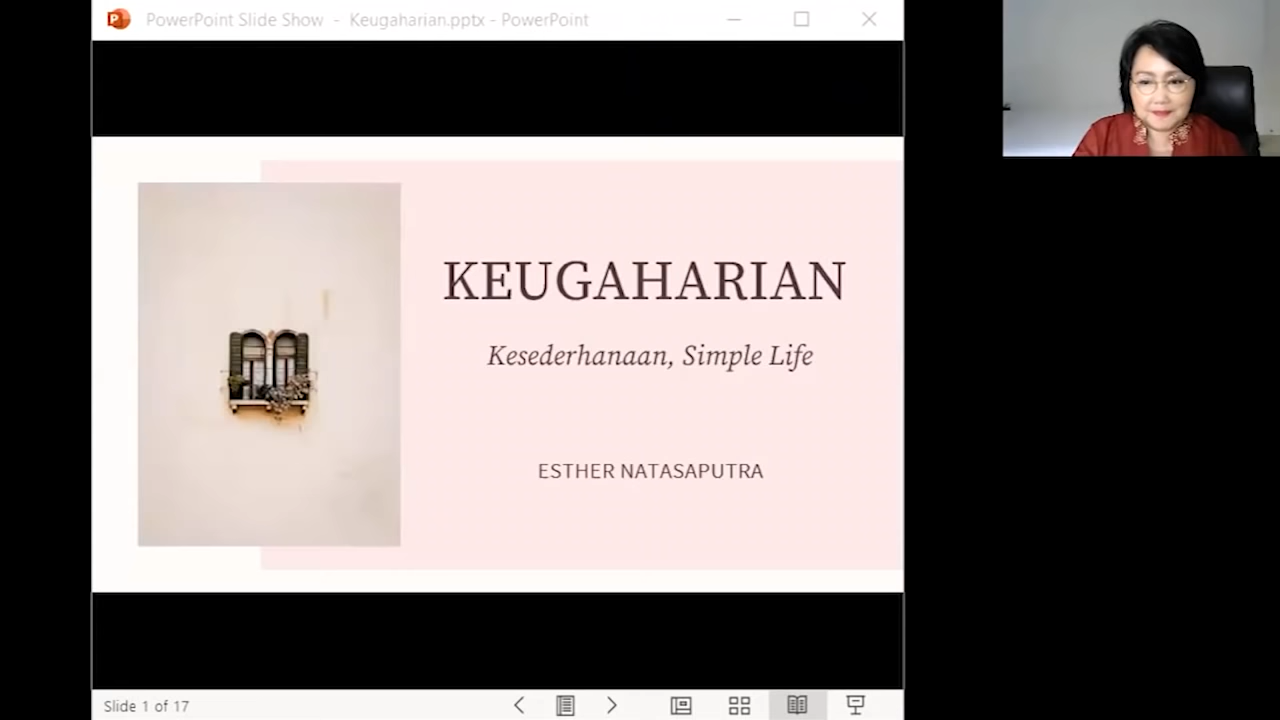 PowerPoint Slide Show - Keugaharian.pptx - PowerPoint
KEUGAHARIAN
Kesederhanaan, Simple Life
ESTHER NATASAPUTRA
Slide 1 of 17